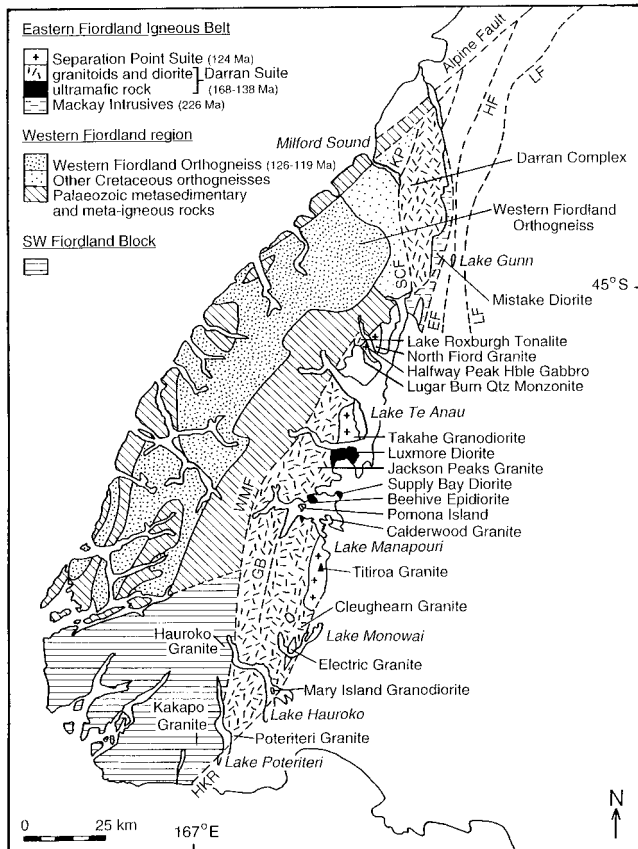 Eastern Fiordland Igneous Belt
Separation Point Suite (124 Ma)
granitoids and diorite
ultramafic rock
Darran Suite
(168-138 Ma)
Mackay Intrusives (226 Ma)
Western Fiordland region
Western Fiordland Orthogneiss (126-119 Ma)
Other Cretaceous orthogneisses
Palaeozoic metasedimentary
and meta-igneous rocks
SW Fiordland Block
Alpine Fault
LF
HF
Milford Sound
KP
Darran Complex
Western Fiordland
Orthogneiss
Lake Gunn
SCF
45°S
Mistake Diorite
EF
LF
Lake Roxburgh Tonalite
North Fiord Granite
Halfway Peak Hble Gabbro
Lugar Burn Qtz Monzonite
Lake Te Anau
Takahe Granodiorite
Luxmore Diorite
Jackson Peaks Granite
Supply Bay Diorite
WMF
Beehive Epidiorite
Pomona Island
Calderwood Granite
Lake Manapouri
GB
Titiroa Granite
Cleughearn Granite
Hauroko
Granite
Lake Monowai
Electric Granite
Mary Island Granodiorite
Kakapo
Granite
Lake Hauroko
Poteriteri Granite
Lake Poteriteri
HKR
0 25 km
167°E
N